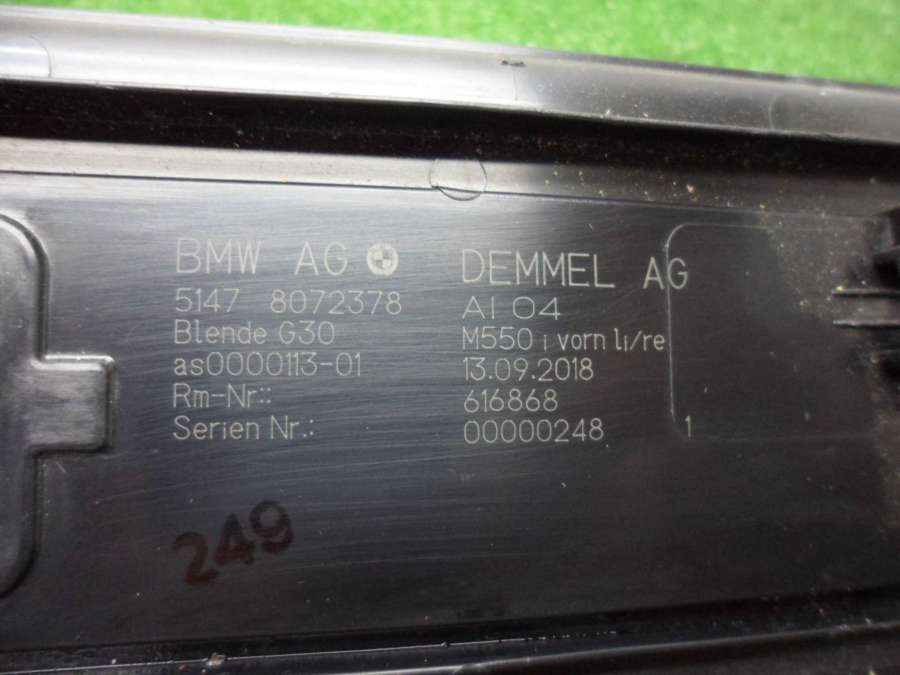 BMW AG DEMMEL AG
5147 8072378 AI 04
Blende G30 M550 i vorn li/re
as0000113-01 13.09.2018
Rm-Nr:: 616868
Serien Nr.: 00000248 1
249